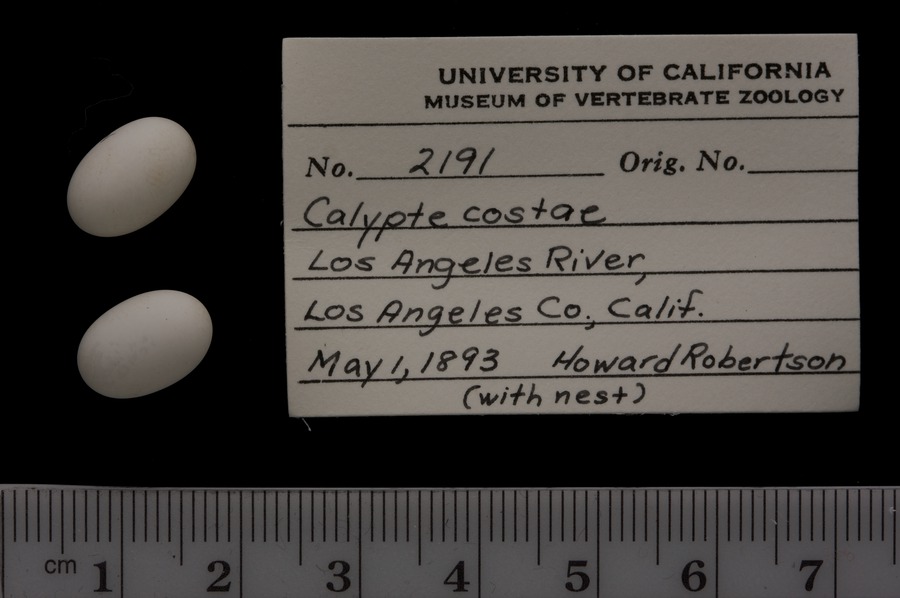 UNIVERSITY OF CALIFORNIA
MUSEUM OF VERTEBRATE ZOOLOGY
No. 2191 Orig. No.
Calypte costae
Los Angeles River,
Los Angeles Co., Calif.
May 1, 1893 Howard Robertson
(with nest)
cm 1 2 3 4 5 6 7